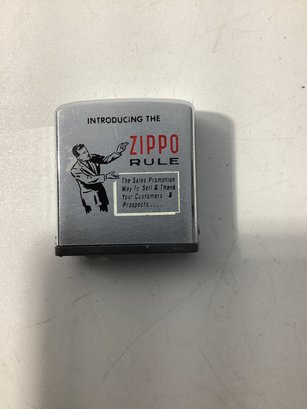 INTRODUCING THE
ZIPPO
RULE
The Sales Promotion
Way To Sell & Thank
Your Customers &
Prospects.....